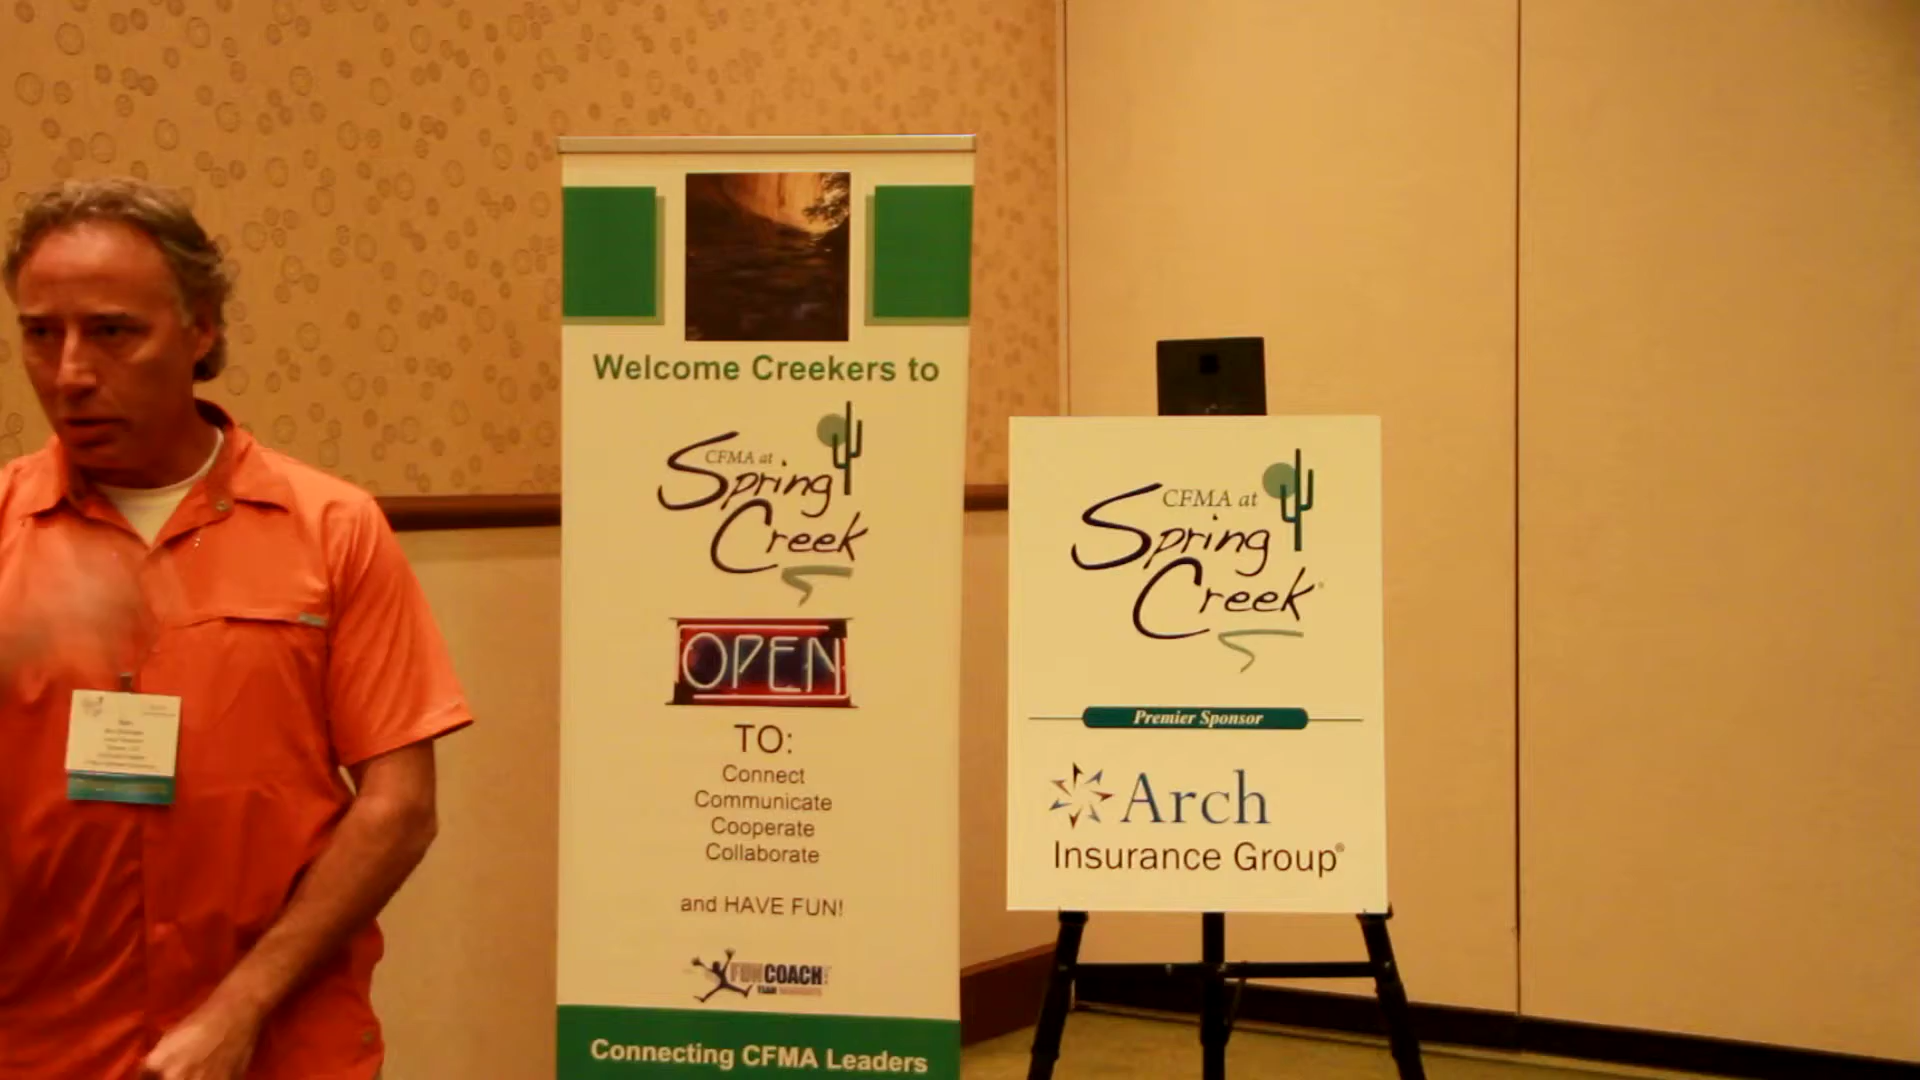 Welcome Creekers to
CFMA at
Spring
Creek
OPEN
TO:
Connect
Communicate
Cooperate
Collaborate
and HAVE FUN!
FUNCOACH
TEAM
Connecting CFMA Leaders
CFMA at
Spring
Creek®
Premier Sponsor
Arch
Insurance Group®